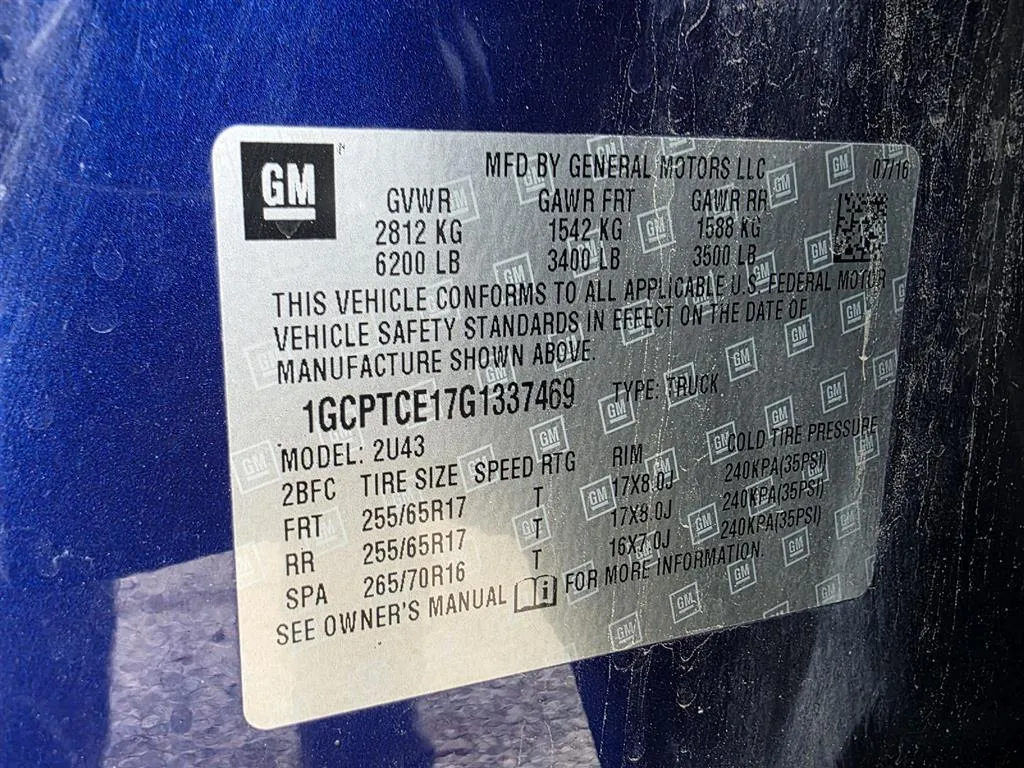 GM
MFD BY GENERAL MOTORS LLC 07/16
GVWR GAWR FRT GAWR RR
2812 KG 1542 KG 1588 KG
6200 LB 3400 LB 3500 LB
THIS VEHICLE CONFORMS TO ALL APPLICABLE U.S. FEDERAL MOTOR
VEHICLE SAFETY STANDARDS IN EFFECT ON THE DATE OF
MANUFACTURE SHOWN ABOVE.
1GCPTCE17G1337469 TYPE: TRUCK
MODEL: 2U43
2BFC TIRE SIZE SPEED RTG RIM COLD TIRE PRESSURE
FRT 255/65R17 T 17X8.0J 240KPA(35PSI)
RR 255/65R17 T 17X8.0J 240KPA(35PSI)
SPA 265/70R16 T 16X7.0J 240KPA(35PSI)
SEE OWNER'S MANUAL i FOR MORE INFORMATION.